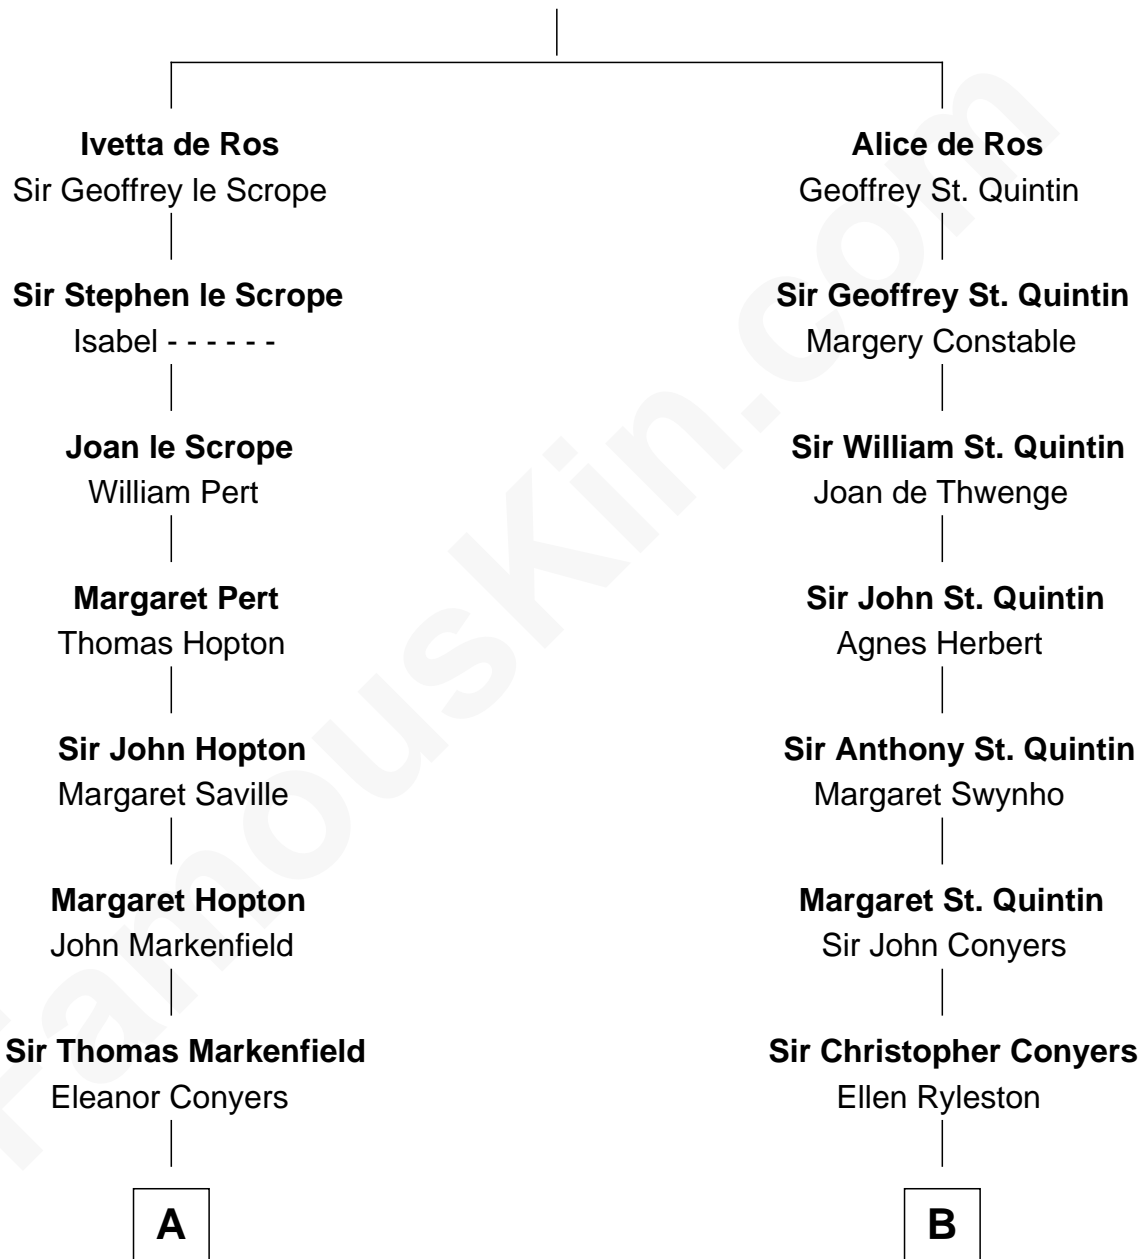 Ivetta de Ros
Sir Geoffrey le Scrope
Sir Stephen le Scrope
Isabel - - - - - -
Joan le Scrope
William Pert
Margaret Pert
Thomas Hopton
Sir John Hopton
Margaret Saville
Margaret Hopton
John Markenfield
Sir Thomas Markenfield
Eleanor Conyers
A
Alice de Ros
Geoffrey St. Quintin
Sir Geoffrey St. Quintin
Margery Constable
Sir William St. Quintin
Joan de Thwenge
Sir John St. Quintin
Agnes Herbert
Sir Anthony St. Quintin
Margaret Swynho
Margaret St. Quintin
Sir John Conyers
Sir Christopher Conyers
Ellen Ryleston
B
FamousKin.com